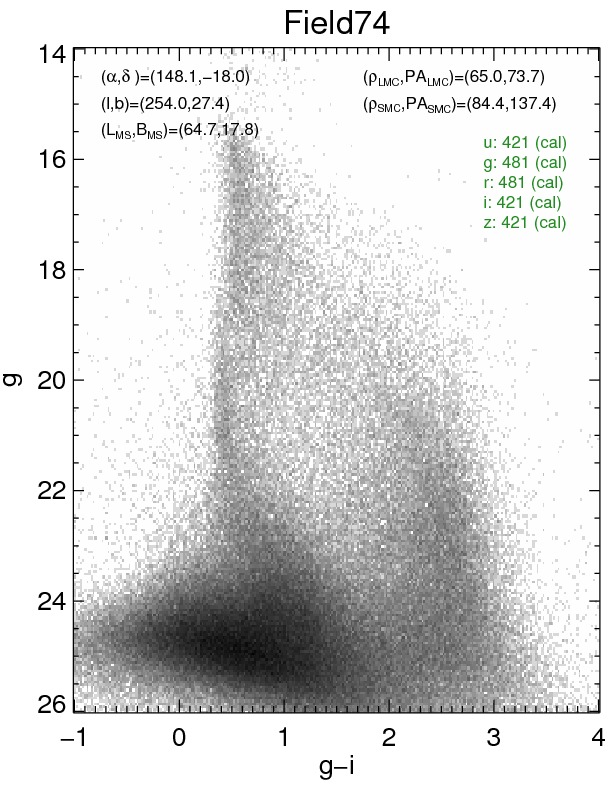 Field74
(α,δ)=(148.1,−18.0) (ρLMC,PALMC)=(65.0,73.7)
(l,b)=(254.0,27.4) (ρSMC,PASMC)=(84.4,137.4)
(LMS,BMS)=(64.7,17.8)
u: 421 (cal)
g: 481 (cal)
r: 481 (cal)
i: 421 (cal)
z: 421 (cal)
14
16
18
20
22
24
26
g
−1 0 1 2 3 4
g−i